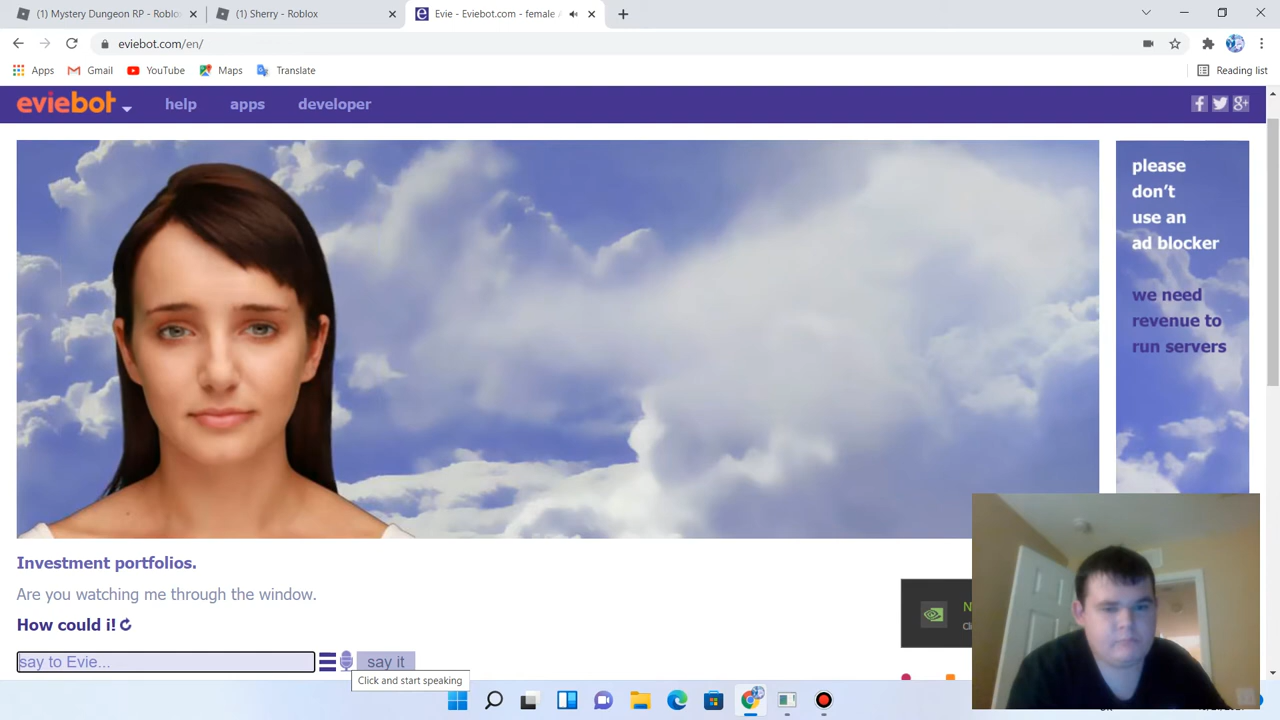 (1) Mystery Dungeon RP - Roblo
(1) Sherry - Roblox
Evie - Eviebot.com - female
eviebot.com/en/
Apps
Gmail
YouTube
Maps
Translate
Reading list
eviebot
help
apps
developer
please
don't
use an
ad blocker
we need
revenue to
run servers
Investment portfolios.
Are you watching me through the window.
How could i!
say to Evie...
say it
Click and start speaking